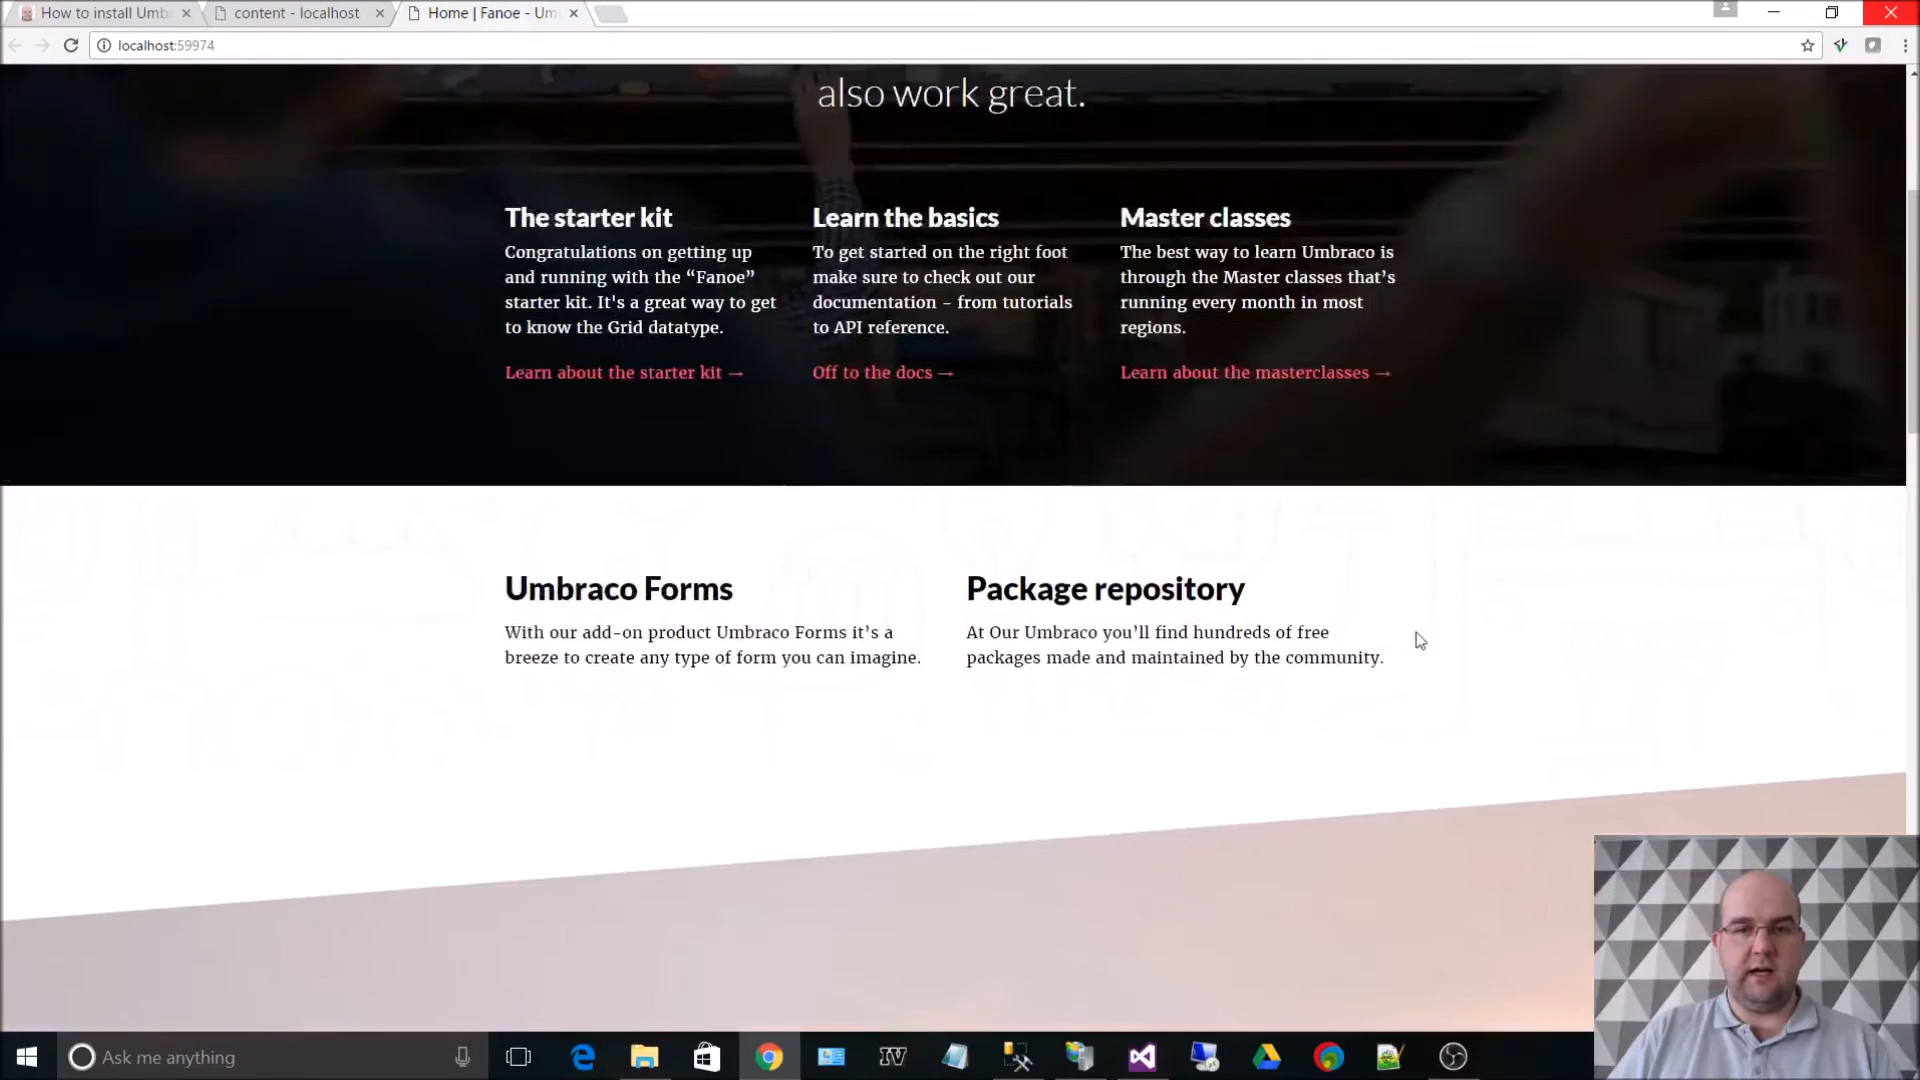 How to install Umb
content - localhost
Home | Fanoe - Um
localhost:59974
also work great.
The starter kit
Congratulations on getting up
and running with the “Fanoe”
starter kit. It's a great way to get
to know the Grid datatype.
Learn about the starter kit →
Learn the basics
To get started on the right foot
make sure to check out our
documentation – from tutorials
to API reference.
Off to the docs →
Master classes
The best way to learn Umbraco is
through the Master classes that’s
running every month in most
regions.
Learn about the masterclasses →
Umbraco Forms
With our add-on product Umbraco Forms it’s a
breeze to create any type of form you can imagine.
Package repository
At Our Umbraco you’ll find hundreds of free
packages made and maintained by the community.
Ask me anything